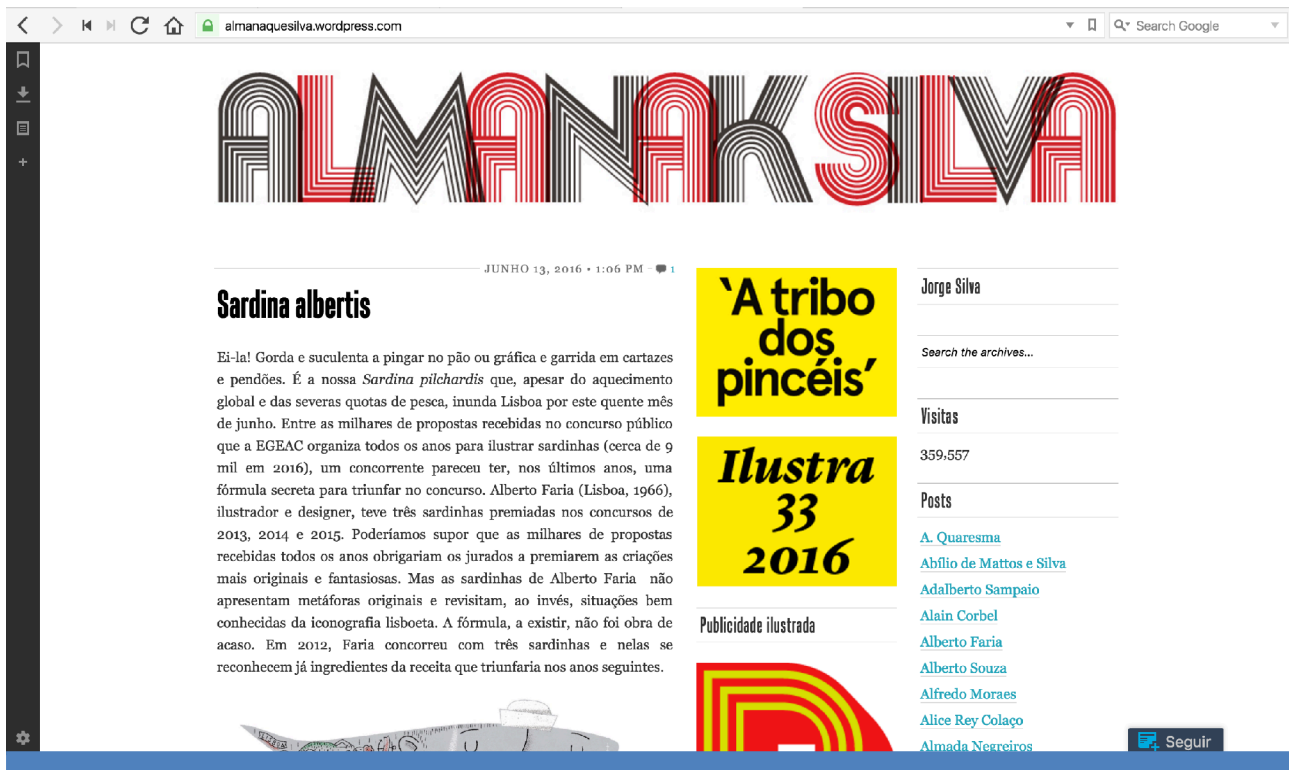 almanaquesilva.wordpress.com
Search Google
ALMANAK SILVA
JUNHO 13, 2016 • 1:06 PM
1
Sardina albertis
Ei-la! Gorda e suculenta a pingar no pão ou gráfica e garrida em cartazes
e pendões. É a nossa Sardina pilchardis que, apesar do aquecimento
global e das severas quotas de pesca, inunda Lisboa por este quente mês
de junho. Entre as milhares de propostas recebidas no concurso público
que a EGEAC organiza todos os anos para ilustrar sardinhas (cerca de 9
mil em 2016), um concorrente pareceu ter, nos últimos anos, uma
fórmula secreta para triunfar no concurso. Alberto Faria (Lisboa, 1966),
ilustrador e designer, teve três sardinhas premiadas nos concursos de
2013, 2014 e 2015. Poderíamos supor que as milhares de propostas
recebidas todos os anos obrigariam os jurados a premiarem as criações
mais originais e fantasiosas. Mas as sardinhas de Alberto Faria não
apresentam metáforas originais e revisitam, ao invés, situações bem
conhecidas da iconografia lisboeta. A fórmula, a existir, não foi obra de
acaso. Em 2012, Faria concorreu com três sardinhas e nelas se
reconhecem já ingredientes da receita que triunfaria nos anos seguintes.
'A tribo
dos
pincéis'
Ilustra
33
2016
Publicidade ilustrada
Jorge Silva
Search the archives...
Visitas
359,557
Posts
A. Quaresma
Abílio de Mattos e Silva
Adalberto Sampaio
Alain Corbel
Alberto Faria
Alberto Souza
Alfredo Moraes
Alice Rey Colaço
Almada Negreiros
Seguir